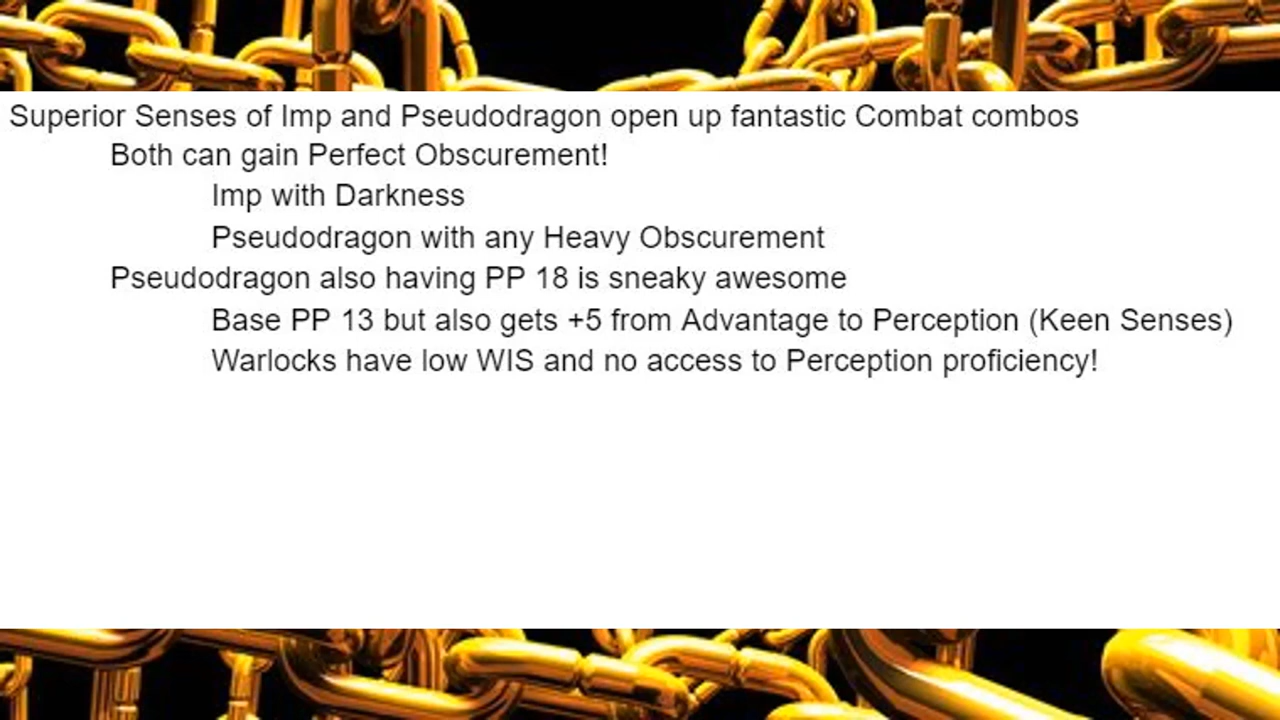 Superior Senses of Imp and Pseudodragon open up fantastic Combat combos
Both can gain Perfect Obscurement!
Imp with Darkness
Pseudodragon with any Heavy Obscurement
Pseudodragon also having PP 18 is sneaky awesome
Base PP 13 but also gets +5 from Advantage to Perception (Keen Senses)
Warlocks have low WIS and no access to Perception proficiency!